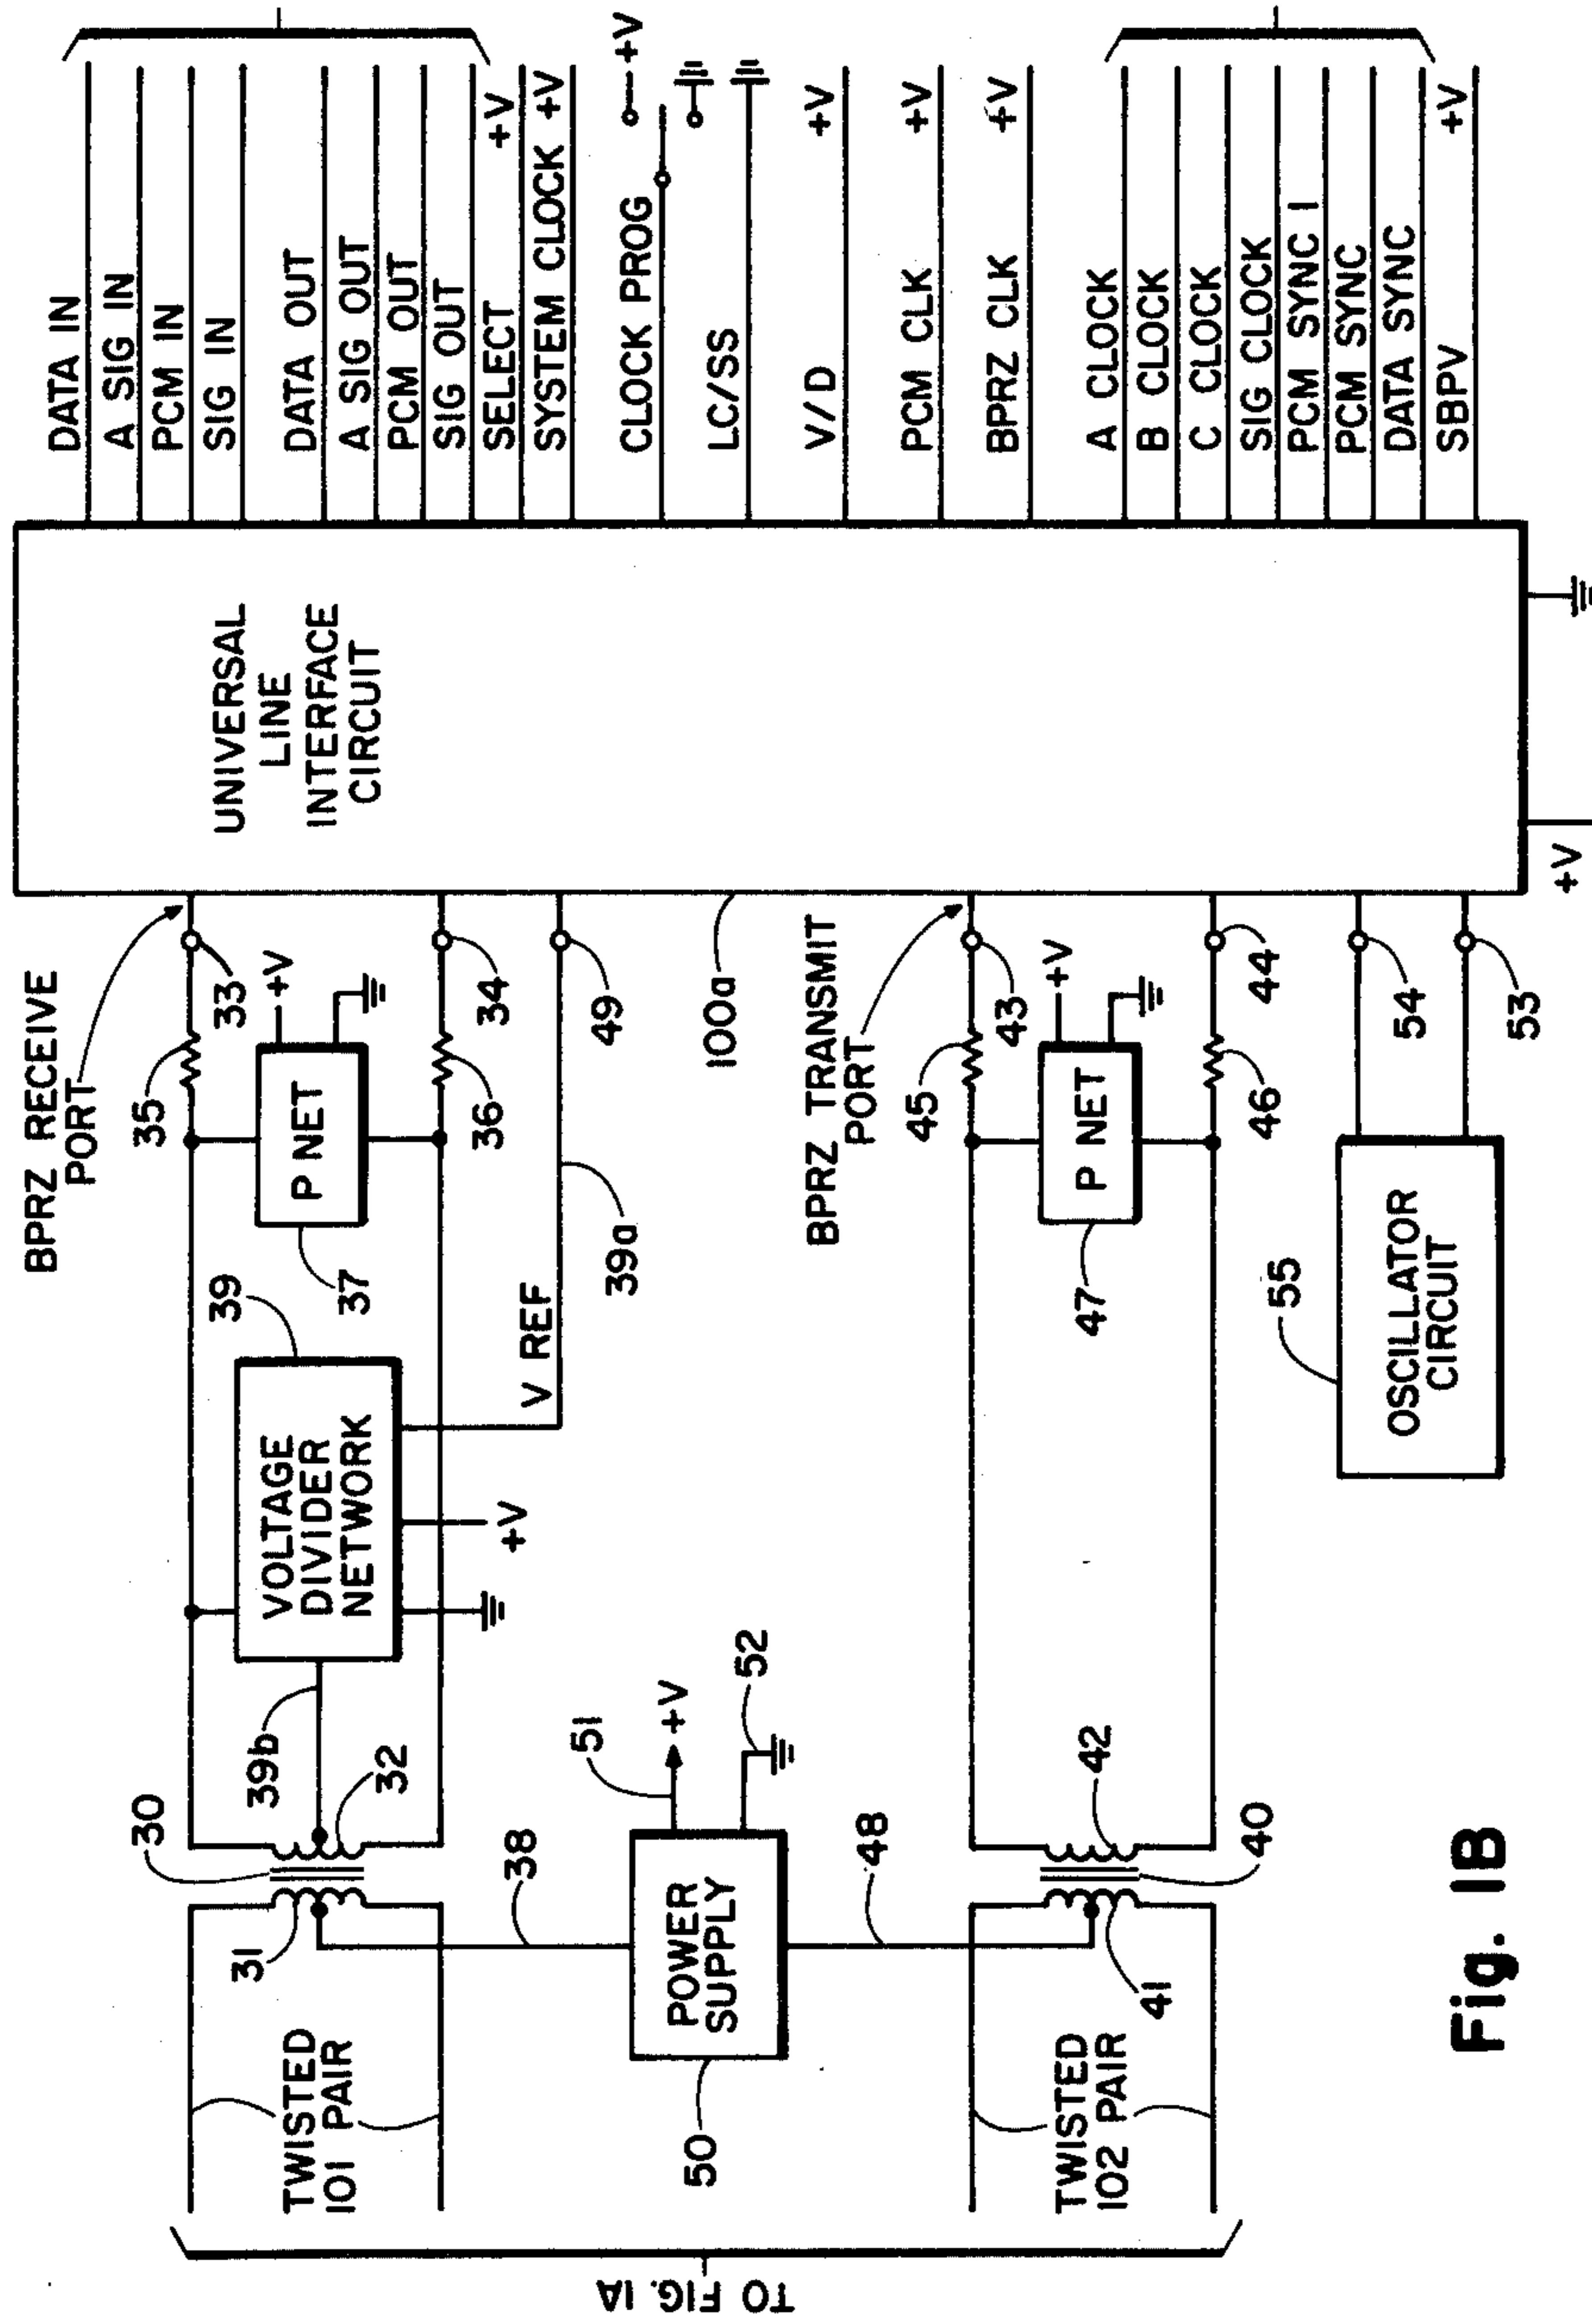 TO FIG. 1A
TWISTED
101 PAIR
31
30
32
39b
39
VOLTAGE
DIVIDER
NETWORK
+V
V REF
39a
37
P NET
+V
35
36
33
34
49
BPRZ RECEIVE
PORT
38
50
POWER
SUPPLY
51
+V
52
48
TWISTED
102 PAIR
41
42
40
47
P NET
+V
45
46
43
44
BPRZ TRANSMIT
PORT
55
OSCILLATOR
CIRCUIT
54
53
100a
UNIVERSAL
LINE
INTERFACE
CIRCUIT
+V
DATA IN
A SIG IN
PCM IN
SIG IN
DATA OUT
A SIG OUT
PCM OUT
SIG OUT
SELECT +V
SYSTEM CLOCK +V
CLOCK PROG +V
LC/SS
V/D +V
PCM CLK +V
BPRZ CLK +V
A CLOCK
B CLOCK
C CLOCK
SIG CLOCK
PCM SYNC 1
PCM SYNC
DATA SYNC
SBPV +V
Fig. 1B